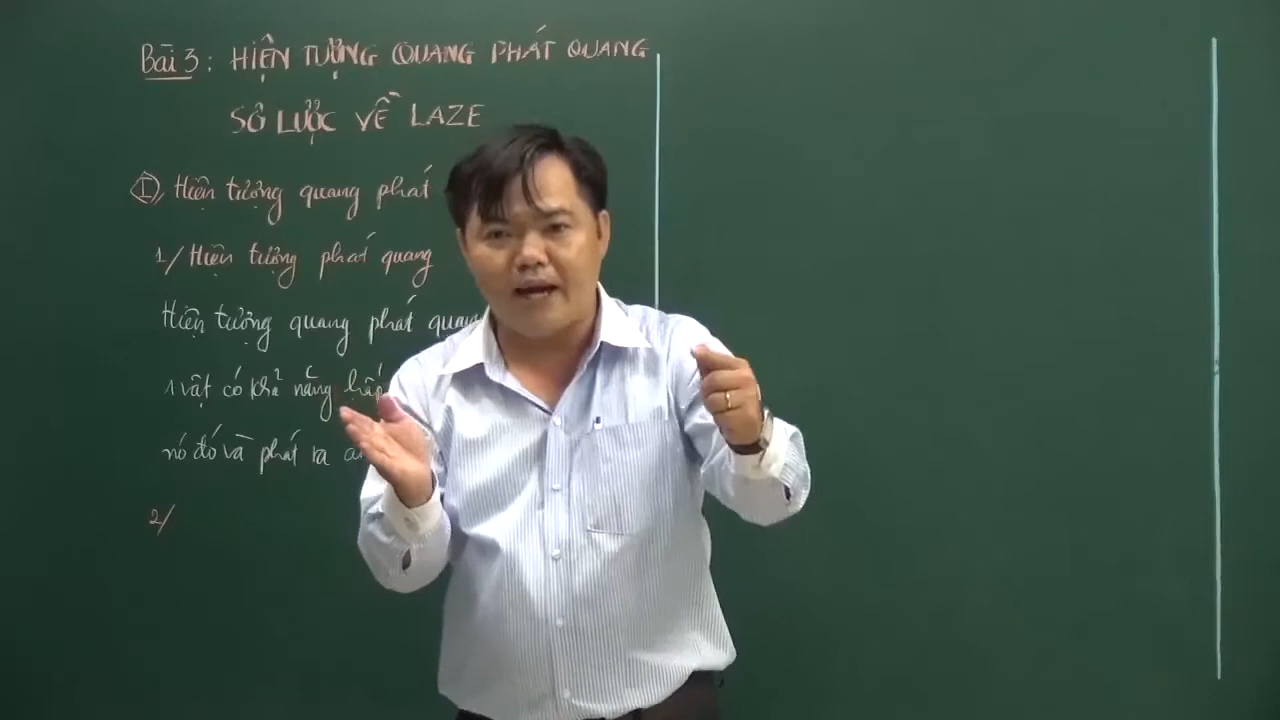 Bài 3 : HIỆN TƯỢNG QUANG PHÁT QUANG
SƠ LƯỢC VỀ LAZE
I, Hiện tượng quang phát
1/ Hiện tượng phát quang
Hiện tượng quang phát quang
1 vật có khả năng hấp
nó đó và phát ra
2/